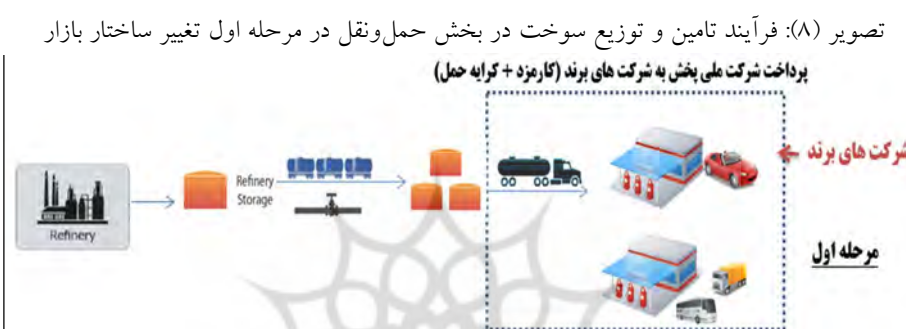 تصویر (۸): فرآیند تامین و توزیع سوخت در بخش حمل‌ونقل در مرحله اول تغییر ساختار بازار
پرداخت شرکت ملی پخش به شرکت های برند (کارمزد + کرایه حمل)
شرکت های برند
Refinery
Storage
Refinery
مرحله اول